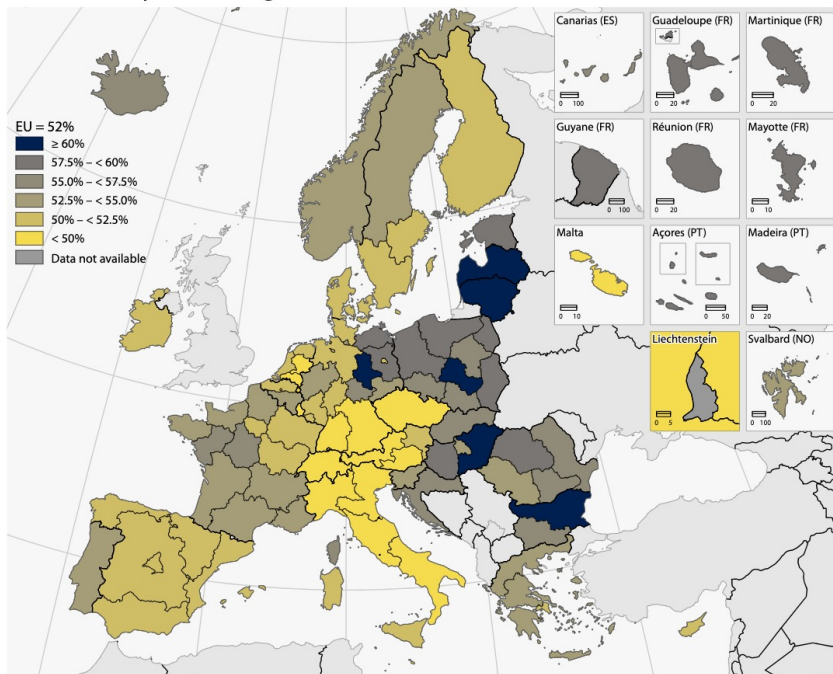 EU = 52%
≥ 60%
57.5% – < 60%
55.0% – < 57.5%
52.5% – < 55.0%
50% – < 52.5%
< 50%
Data not available
Canarias (ES)
0 100
Guadeloupe (FR)
0 20
Martinique (FR)
0 20
Guyane (FR)
0 100
Réunion (FR)
0 20
Mayotte (FR)
0 10
Malta
0 10
Açores (PT)
0 50
Madeira (PT)
0 20
Liechtenstein
0 5
Svalbard (NO)
0 100